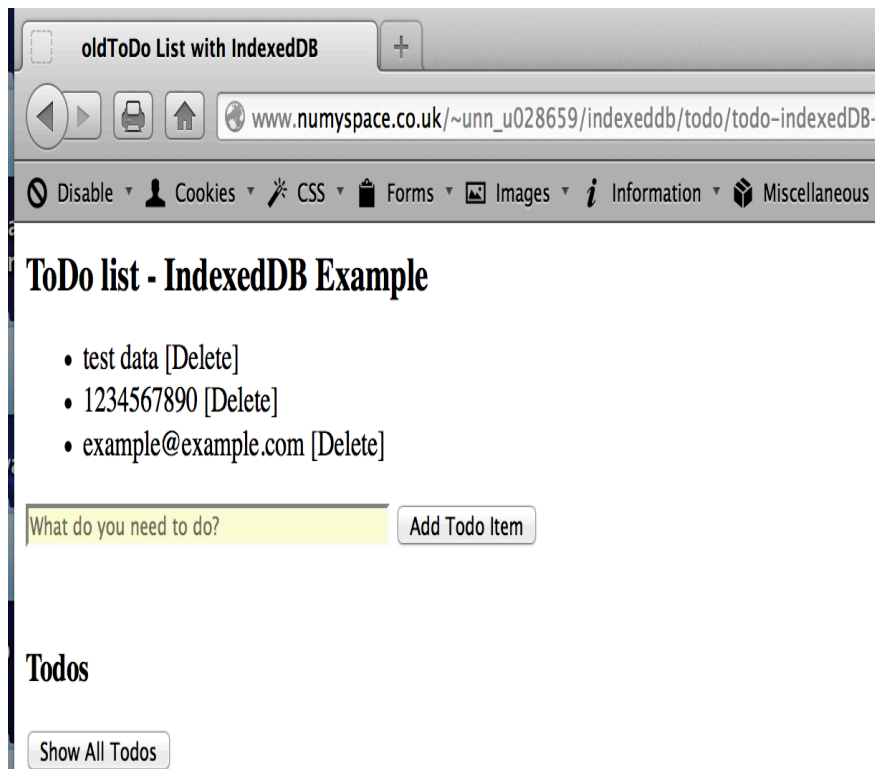 oldToDo List with IndexedDB
www.numyspace.co.uk/~unn_u028659/indexeddb/todo/todo-indexedDB-
Disable Cookies CSS Forms Images Information Miscellaneous
ToDo list - IndexedDB Example
test data [Delete]
1234567890 [Delete]
example@example.com [Delete]
What do you need to do? Add Todo Item
Todos
Show All Todos